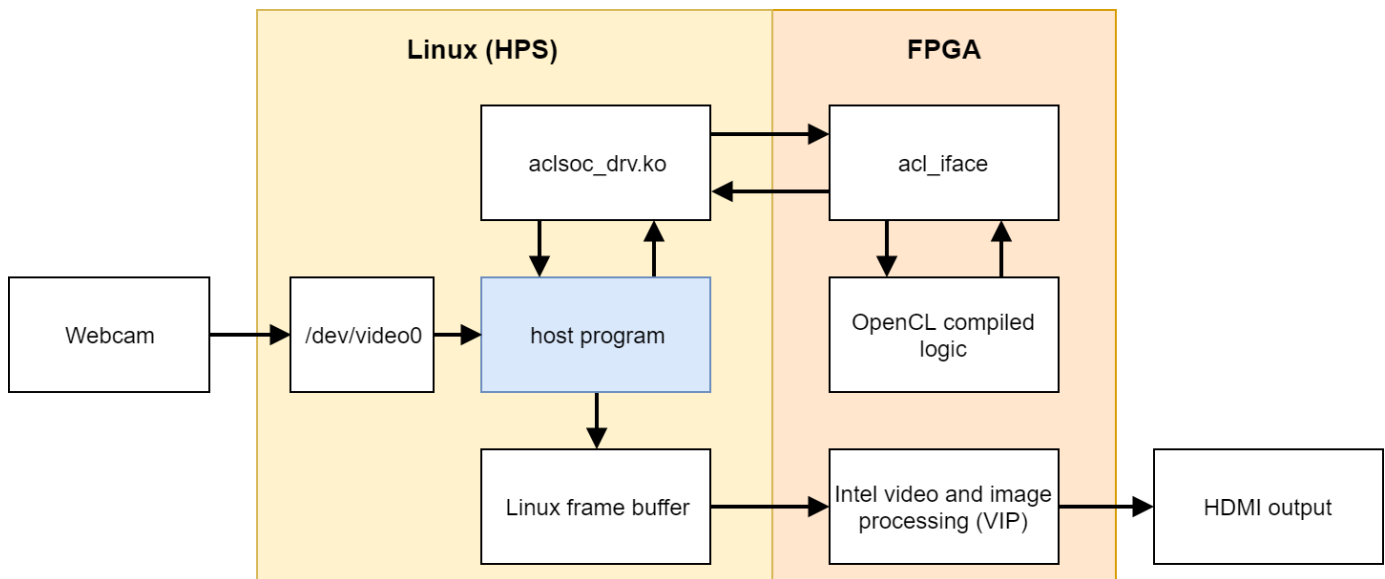 Linux (HPS)
FPGA
aclsoc_drv.ko
acl_iface
Webcam
/dev/video0
host program
OpenCL compiled
logic
Linux frame buffer
Intel video and image
processing (VIP)
HDMI output